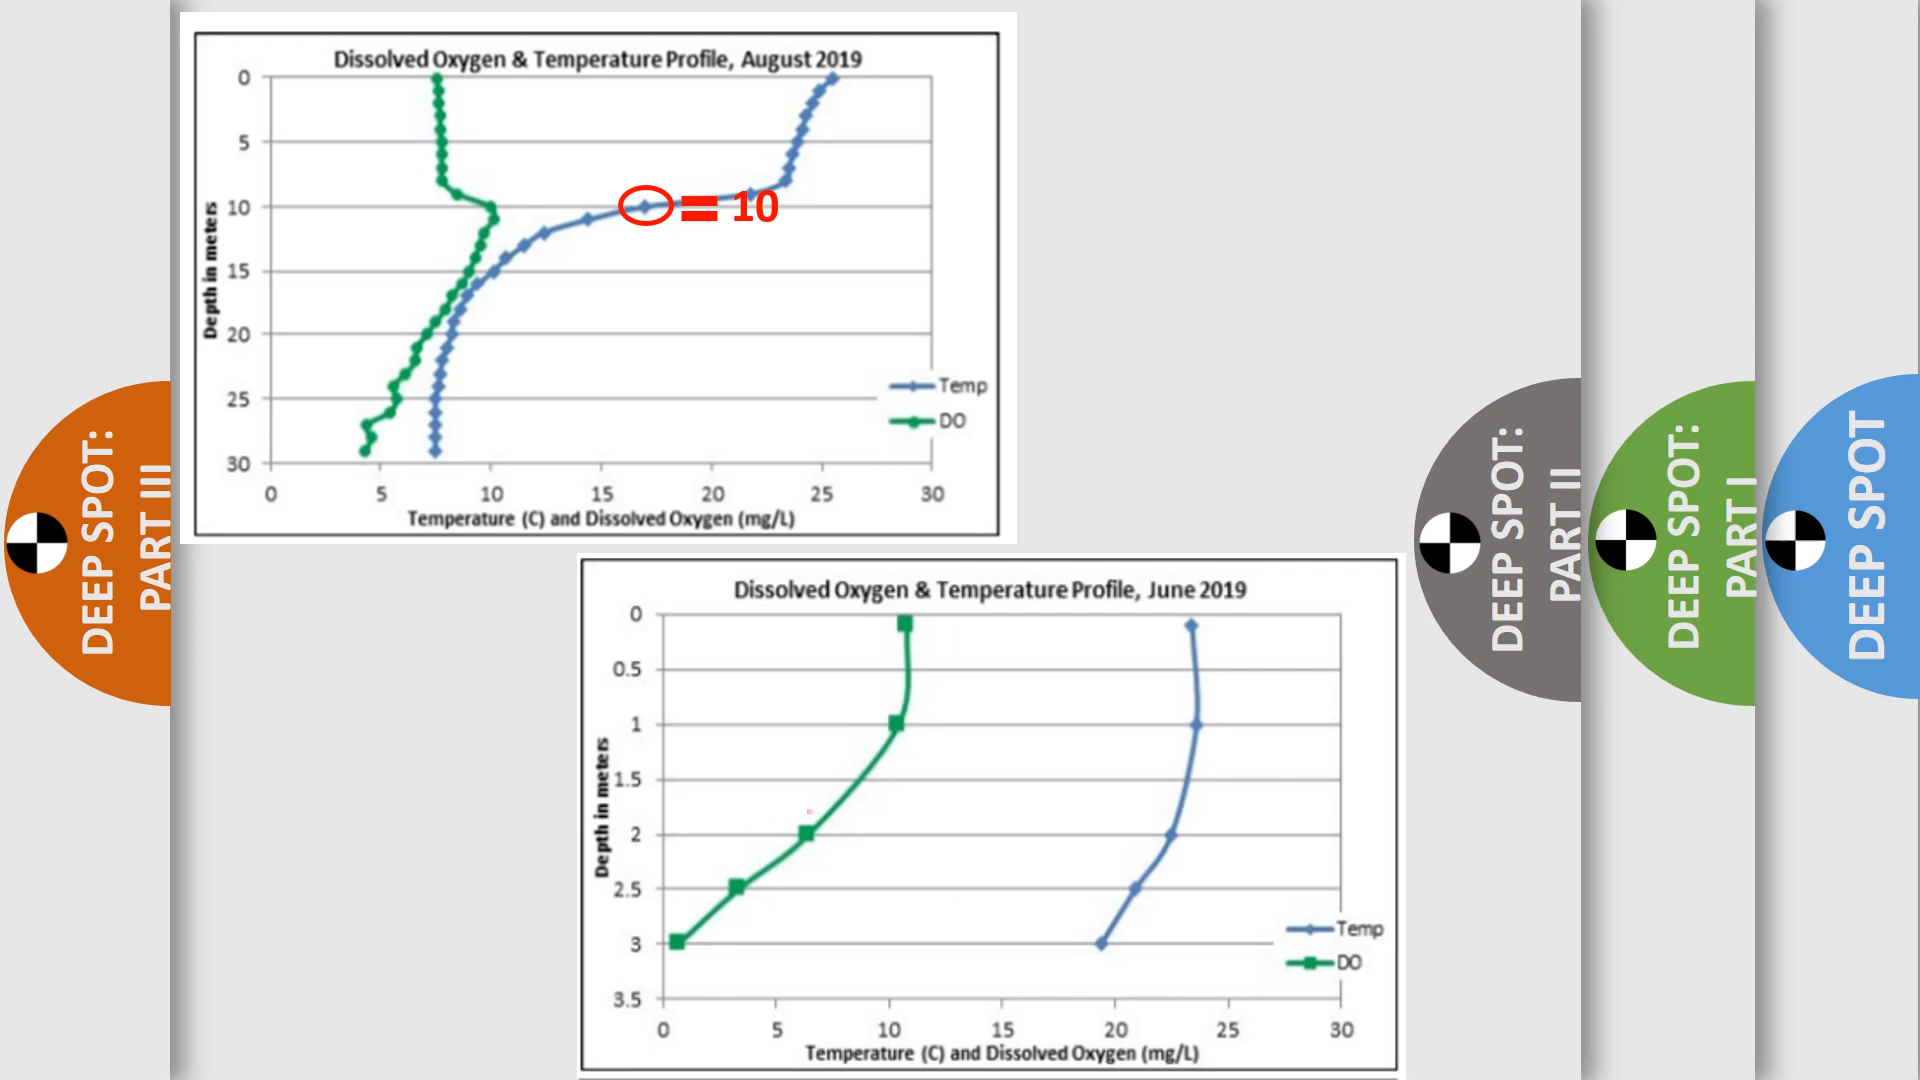 DEEP SPOT:
PART III
Dissolved Oxygen & Temperature Profile, August 2019
0
5
10
15
20
25
30
Depth in meters
= 10
Temp
DO
0 5 10 15 20 25 30
Temperature (C) and Dissolved Oxygen (mg/L)
Dissolved Oxygen & Temperature Profile, June 2019
0
0.5
1
1.5
2
2.5
3
3.5
Depth in meters
Temp
DO
0 5 10 15 20 25 30
Temperature (C) and Dissolved Oxygen (mg/L)
DEEP SPOT:
PART II
DEEP SPOT:
PART I
DEEP SPOT